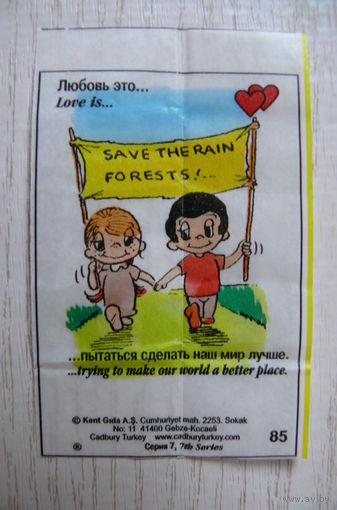 Любовь это...
Love is...
SAVE THE RAIN
FORESTS!...
...пытаться сделать наш мир лучше.
...trying to make our world a better place.
© Kent Gıda A.Ş. Cumhuriyet mah. 2253. Sokak
No: 11 41400 Gebze-Kocaeli
Cadbury Turkey www.cadburyturkey.com
85
® Серия 7, 7th Series
ay.by